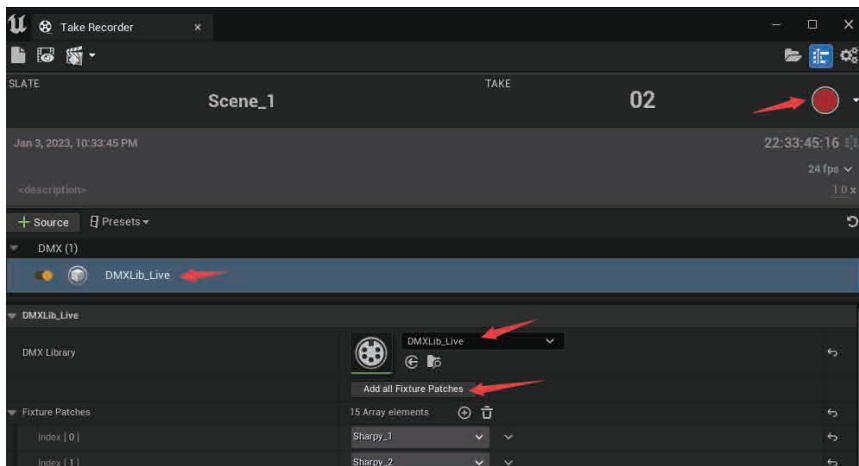 Take Recorder
SLATE
TAKE
Scene_1
02
Jan 3, 2023, 10:33:45 PM
22:33:45:16
24 fps
<description>
1.0 x
+ Source
Presets
DMX (1)
DMXLib_Live
DMXLib_Live
DMX Library
DMXLib_Live
Add all Fixture Patches
Fixture Patches
15 Array elements
Index [ 0 ]
Sharpy_1
Index [ 1 ]
Sharpy_2